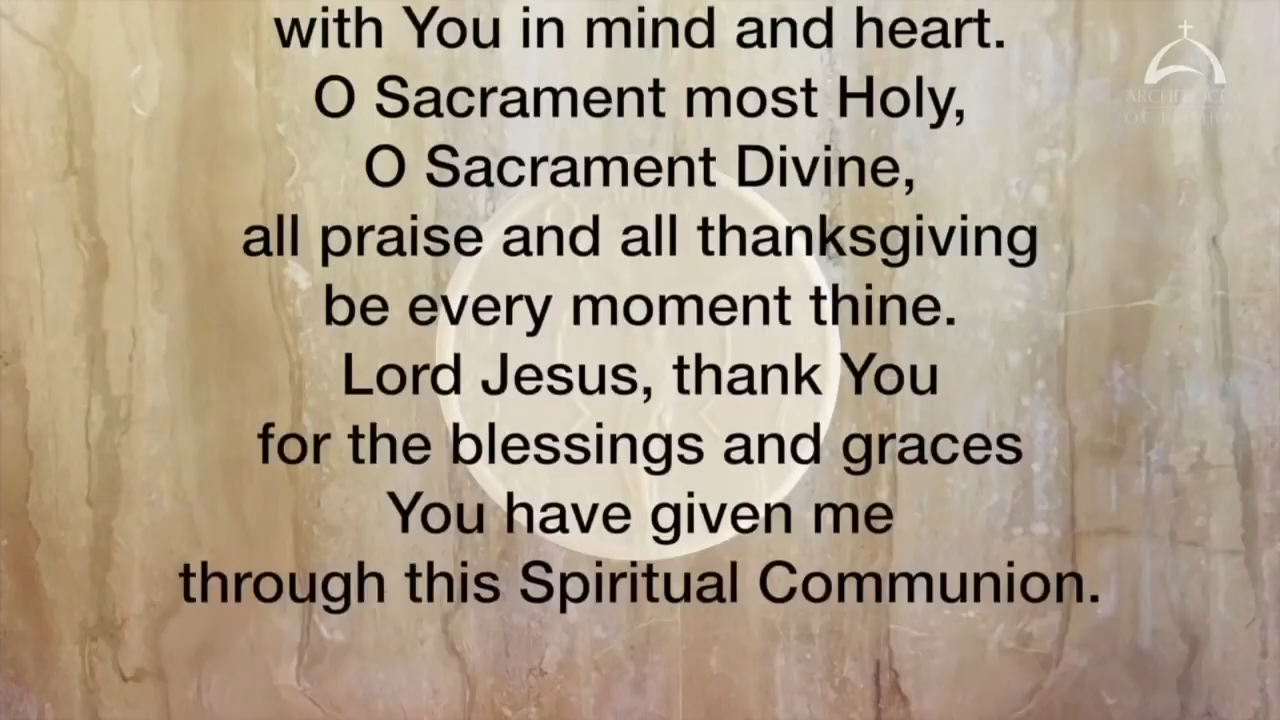 with You in mind and heart.
O Sacrament most Holy,
O Sacrament Divine,
all praise and all thanksgiving
be every moment thine.
Lord Jesus, thank You
for the blessings and graces
You have given me
through this Spiritual Communion.